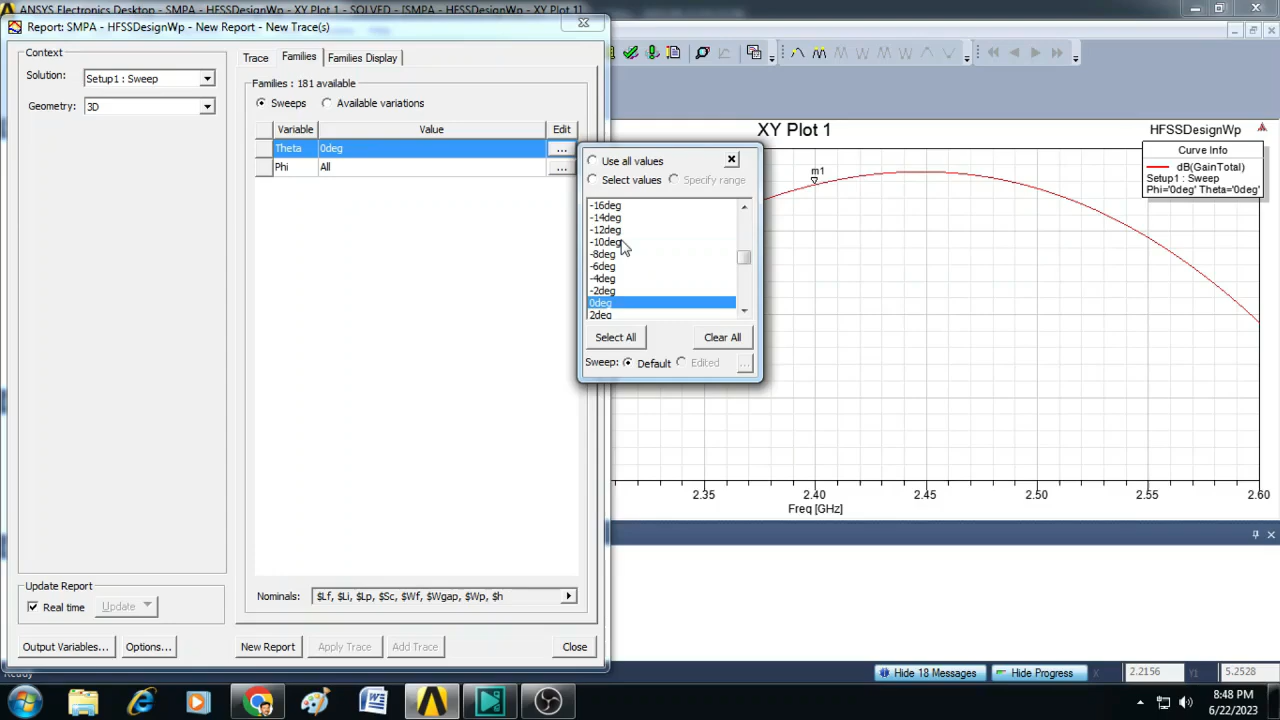 ANSYS Electronics Desktop - SMPA - HFSSDesignWp - XY Plot 1 - SOLVED - [SMPA - HFSSDesignWp - XY Plot 1]
Report: SMPA - HFSSDesignWp - New Report - New Trace(s)
Context
Solution:
Setup1 : Sweep
Geometry:
3D
Trace
Families
Families Display
Families : 181 available
Sweeps
Available variations
Variable
Value
Edit
Theta
0deg
...
Phi
All
...
Use all values
Select values
Specify range
-16deg
-14deg
-12deg
-10deg
-8deg
-6deg
-4deg
-2deg
0deg
2deg
Select All
Clear All
Sweep:
Default
Edited
...
XY Plot 1
HFSSDesignWp
Curve Info
dB(GainTotal)
Setup1 : Sweep
Phi='0deg' Theta='0deg'
m1
2.35
2.40
2.45
2.50
2.55
2.60
Freq [GHz]
Update Report
Real time
Update
Nominals:
$Lf, $Li, $Lp, $Sc, $Wf, $Wgap, $Wp, $h
Output Variables...
Options...
New Report
Apply Trace
Add Trace
Close
Ready
Hide 18 Messages
Hide Progress
X
2.2156
Y1
5.2528
8:48 PM
6/22/2023